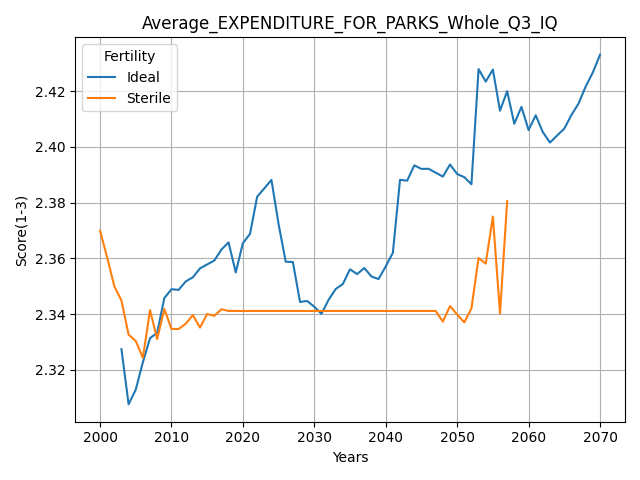 Average_EXPENDITURE_FOR_PARKS_Whole_Q3_IQ
Fertility
Ideal
Sterile
Score(1-3)
2.42
2.40
2.38
2.36
2.34
2.32
2000 2010 2020 2030 2040 2050 2060 2070
Years